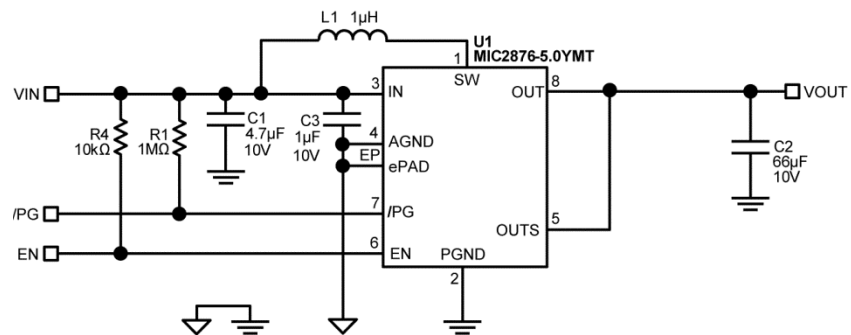 L1 1µH
U1
MIC2876-5.0YMT
1
SW
VIN
3
IN
8
OUT
VOUT
R4
10kΩ
R1
1MΩ
C1
4.7µF
10V
C3
1µF
10V
4
AGND
EP
ePAD
C2
66µF
10V
/PG
7
/PG
5
OUTS
EN
6
EN
PGND
2